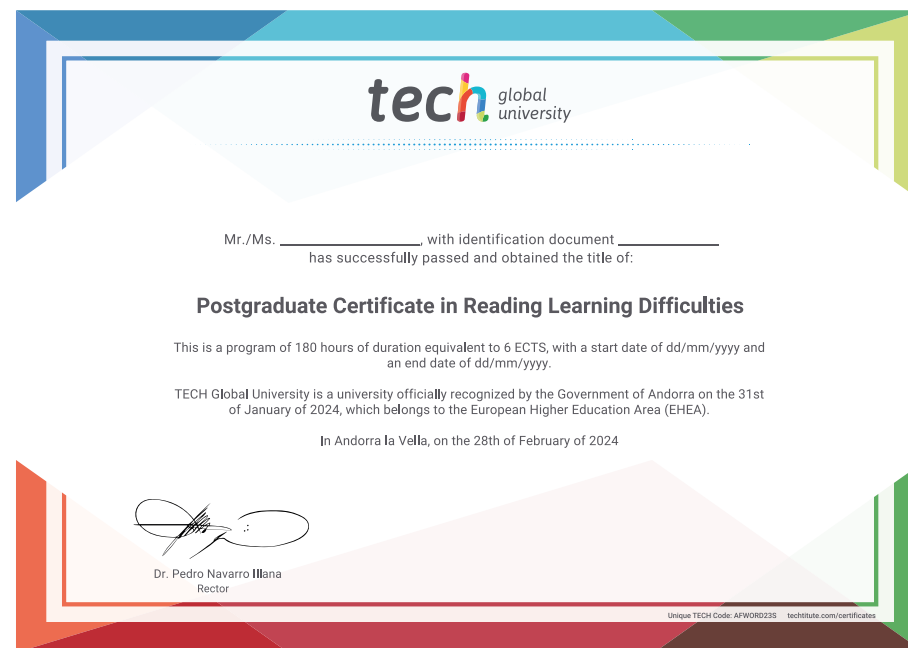 tech global
university
Mr./Ms. ____________, with identification document ____________
has successfully passed and obtained the title of:
Postgraduate Certificate in Reading Learning Difficulties
This is a program of 180 hours of duration equivalent to 6 ECTS, with a start date of dd/mm/yyyy and
an end date of dd/mm/yyyy.
TECH Global University is a university officially recognized by the Government of Andorra on the 31st
of January of 2024, which belongs to the European Higher Education Area (EHEA).
In Andorra la Vella, on the 28th of February of 2024
Dr. Pedro Navarro Illana
Rector
Unique TECH Code: AFWORD23S techtitute.com/certificates